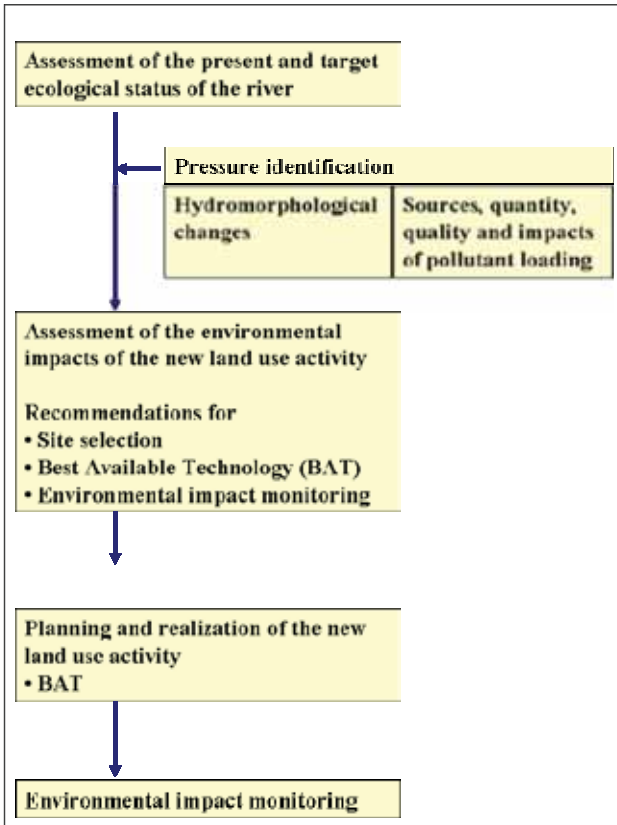 Assessment of the present and target
ecological status of the river
Pressure identification
Hydromorphological
changes
Sources, quantity,
quality and impacts
of pollutant loading
Assessment of the environmental
impacts of the new land use activity
Recommendations for
• Site selection
• Best Available Technology (BAT)
• Environmental impact monitoring
Planning and realization of the new
land use activity
• BAT
Environmental impact monitoring